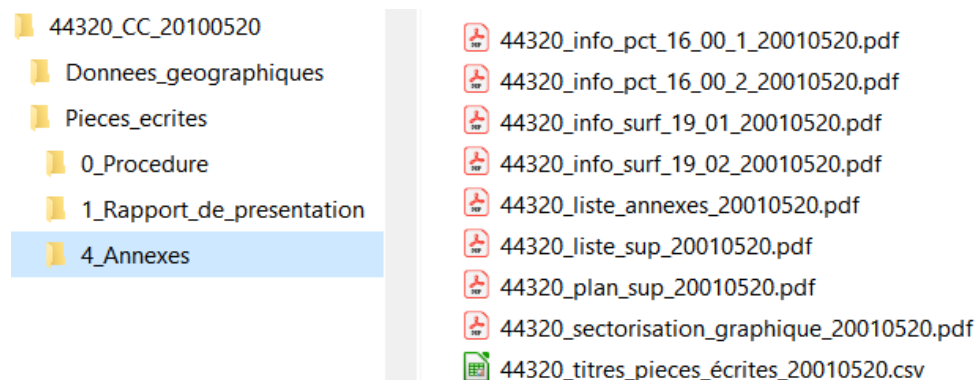 44320_CC_20100520
Donnees_geographiques
Pieces_ecrites
0_Procedure
1_Rapport_de_presentation
4_Annexes
44320_info_pct_16_00_1_20010520.pdf
44320_info_pct_16_00_2_20010520.pdf
44320_info_surf_19_01_20010520.pdf
44320_info_surf_19_02_20010520.pdf
44320_liste_annexes_20010520.pdf
44320_liste_sup_20010520.pdf
44320_plan_sup_20010520.pdf
44320_sectorisation_graphique_20010520.pdf
44320_titres_pieces_écrites_20010520.csv